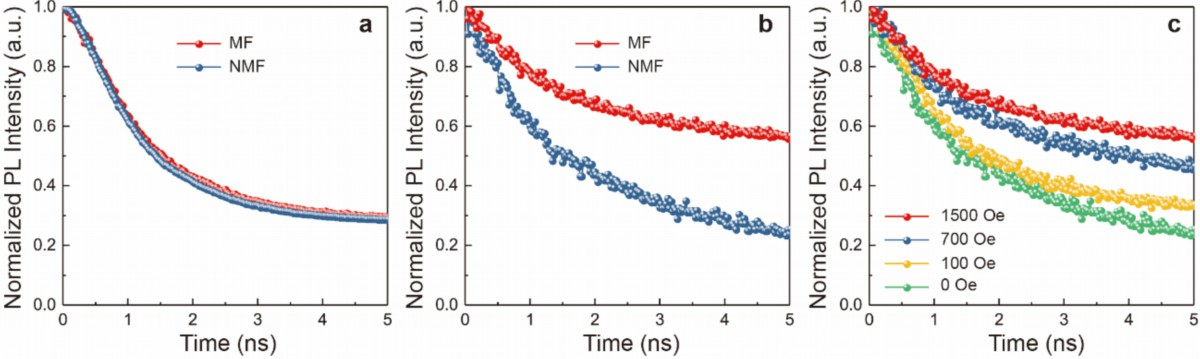 a
MF
NMF
Normalized PL Intensity (a.u.)
1.0
0.8
0.6
0.4
0.2
0.0
0 1 2 3 4 5
Time (ns)
b
MF
NMF
Normalized PL Intensity (a.u.)
1.0
0.8
0.6
0.4
0.2
0.0
0 1 2 3 4 5
Time (ns)
c
Normalized PL Intensity (a.u.)
1.0
0.8
0.6
0.4
0.2
0.0
1500 Oe
700 Oe
100 Oe
0 Oe
0 1 2 3 4 5
Time (ns)